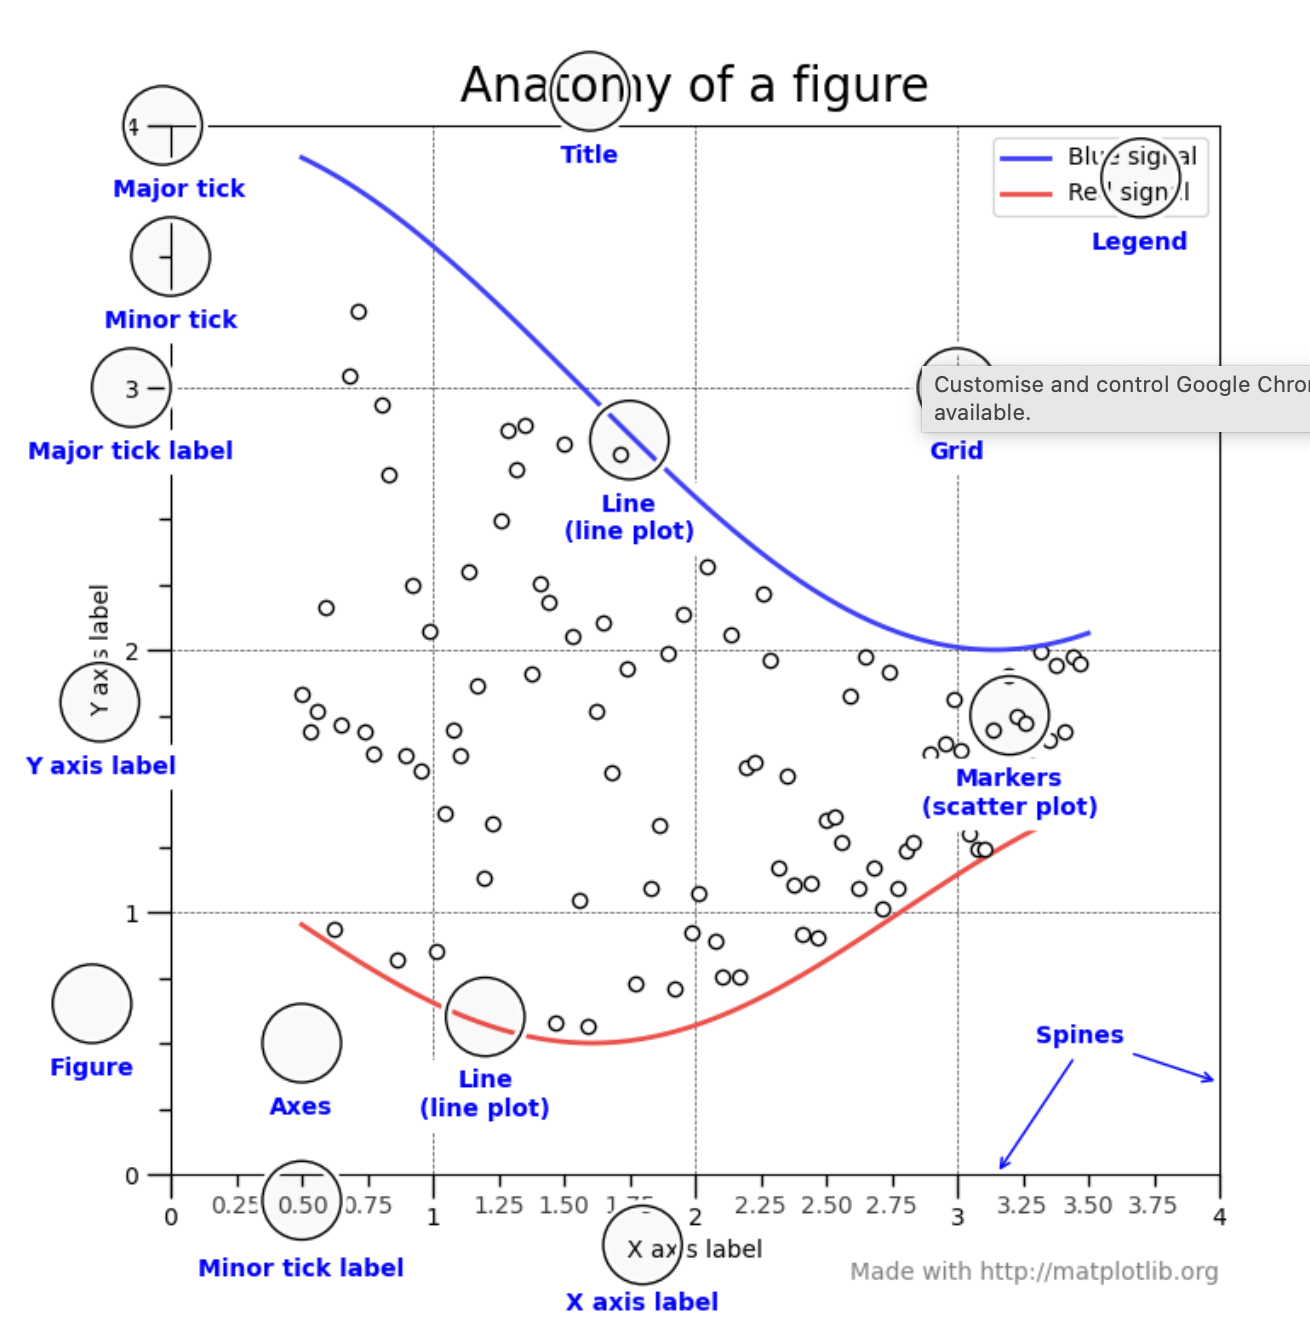 Anatomy of a figure
Title
4
Major tick
Blue signal
Red signal
Legend
Minor tick
3
Major tick label
Customise and control Google Chro
available.
Grid
Line
(line plot)
2
Y axis label
Y axis label
Markers
(scatter plot)
1
Figure
Axes
Line
(line plot)
Spines
0
0.25 0.50 0.75 1.25 1.50 2.25 2.50 2.75 3.25 3.50 3.75
0 1 2 3 4
Minor tick label
X axis label
X axis label
Made with http://matplotlib.org